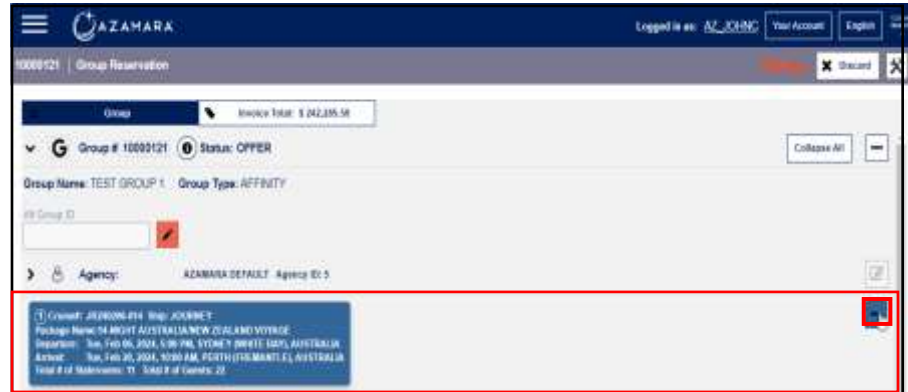 AZAMARA
Logged in as: AZ_JOHNG
Your Account
English
10000121 | Group Reservation
Discard
Group
Invoice Total: $ 242,285.58
G Group # 10000121 Status: OFFER
Collapse All
Group Name: TEST GROUP 1 Group Type: AFFINITY
Group ID
Agency: AZAMARA DEFAULT Agency ID: 5
1 Cruise#: Ship: JOURNEY
Package Name: 14-NIGHT AUSTRALIA/NEW ZEALAND VOYAGE
Departure: Tue, Feb 06, 2024, 5:00 PM, SYDNEY (WHITE BAY), AUSTRALIA
Arrival: Tue, Feb 20, 2024, 10:00 AM, PERTH (FREMANTLE), AUSTRALIA
Total # of Staterooms: 11 Total # of Guests: 22